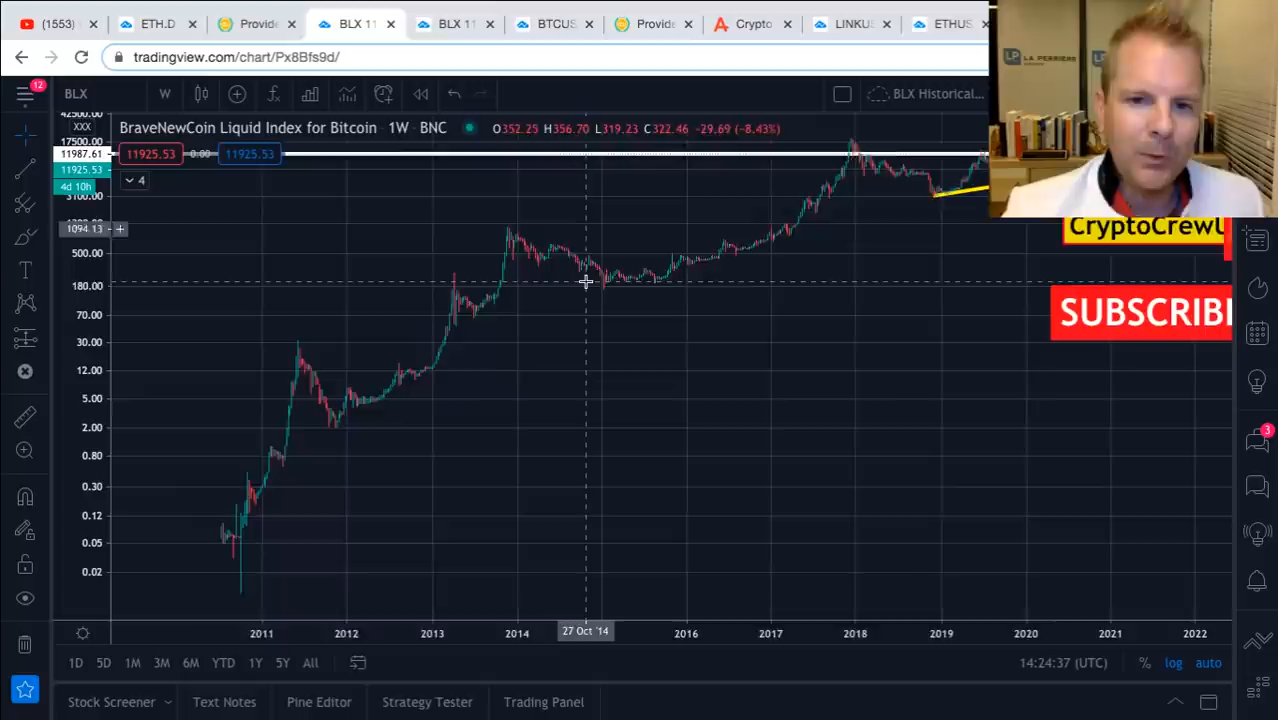 (1553)
ETH.D
Provide
BLX 11
BLX 11
BTCUS
Provide
Crypto
LINKUS
ETHUS
tradingview.com/chart/Px8Bfs9d/
12
BLX
W
BLX Historical...
LA PERRIERE
BraveNewCoin Liquid Index for Bitcoin · 1W · BNC
O352.25 H356.70 L319.23 C322.46 -29.69 (-8.43%)
11925.53
0.00
11925.53
4
42500.00
XXX
17500.00
11987.61
11925.53
4d 10h
3100.00
1094.13
500.00
180.00
70.00
30.00
12.00
5.00
2.00
0.80
0.30
0.12
0.05
0.02
CryptoCrewU
SUBSCRIBE
3
2011
2012
2013
2014
27 Oct '14
2016
2017
2018
2019
2020
2021
2022
1D
5D
1M
3M
6M
YTD
1Y
5Y
All
14:24:37 (UTC)
%
log
auto
Stock Screener
Text Notes
Pine Editor
Strategy Tester
Trading Panel